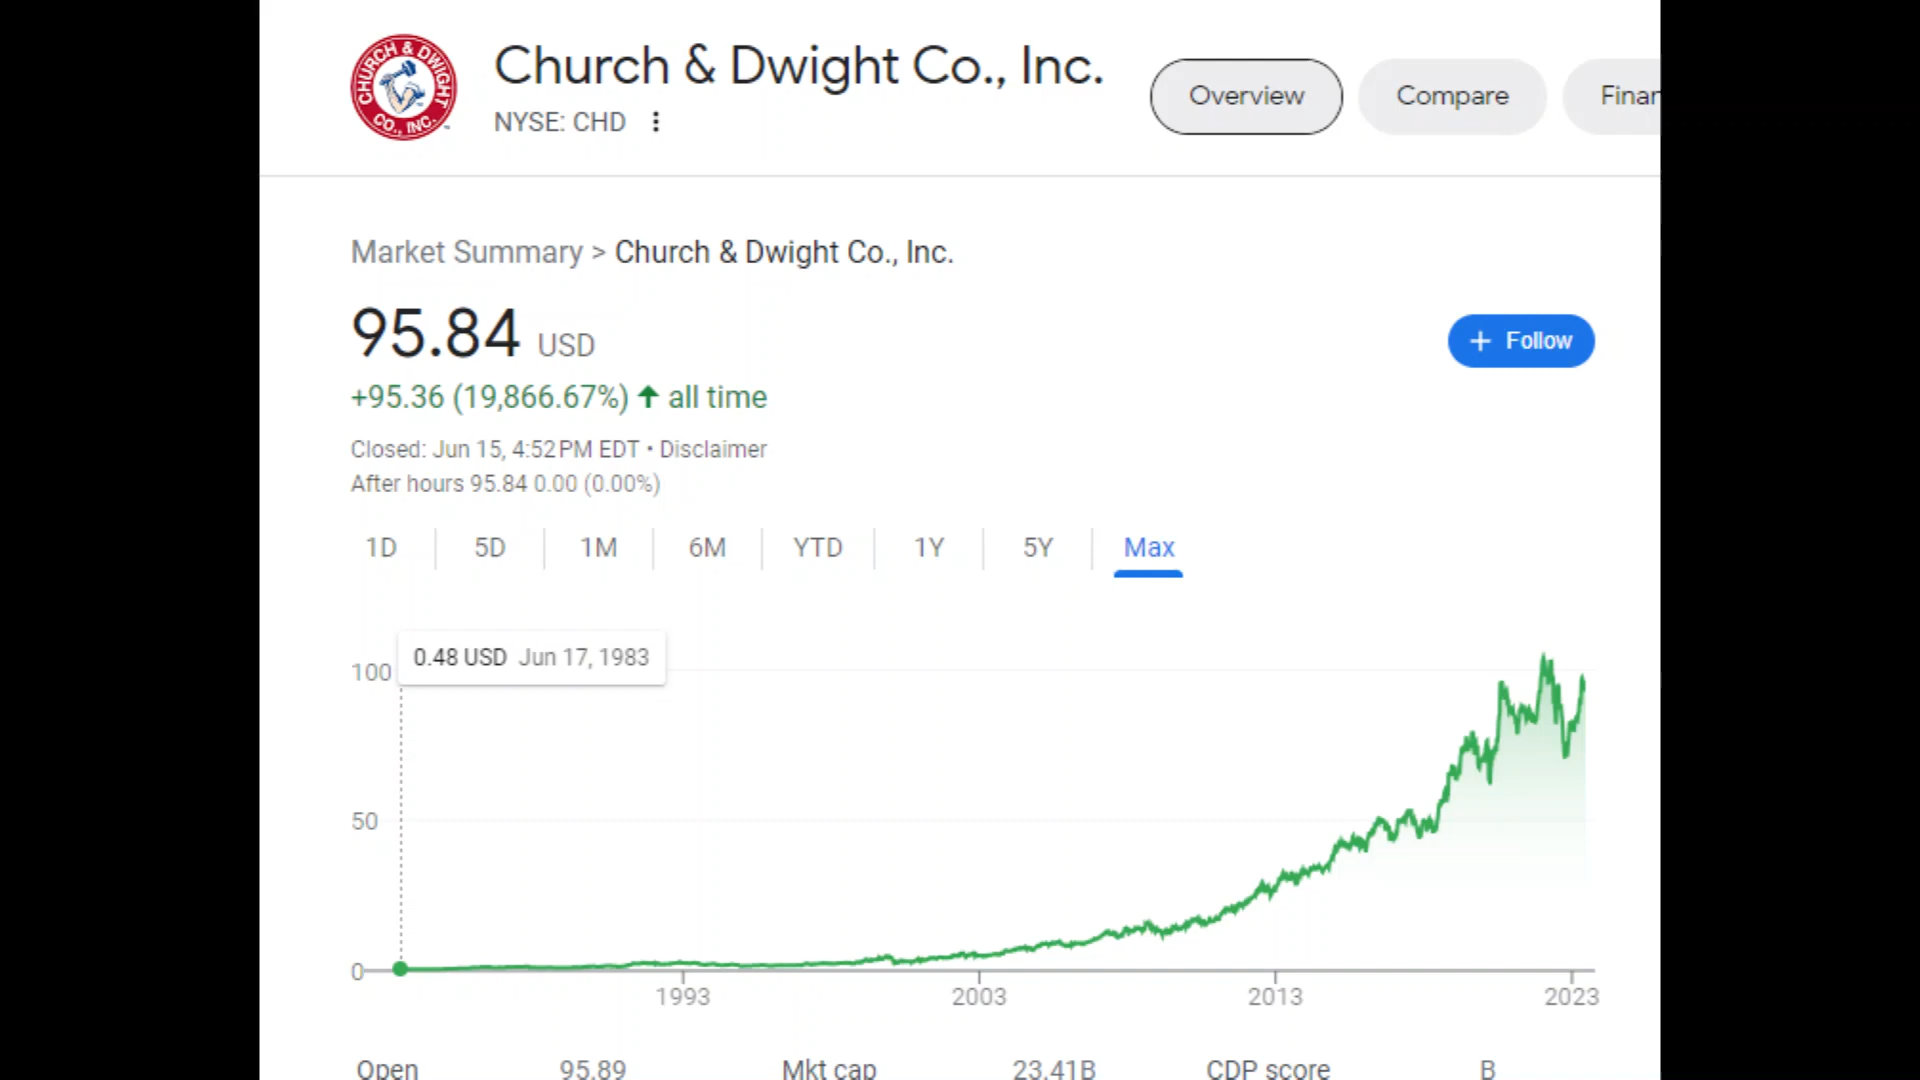 CHURCH & DWIGHT CO., INC.
Church & Dwight Co., Inc.
NYSE: CHD
Overview
Compare
Finan
Market Summary > Church & Dwight Co., Inc.
95.84 USD
+ Follow
+95.36 (19,866.67%) ↑ all time
Closed: Jun 15, 4:52 PM EDT • Disclaimer
After hours 95.84 0.00 (0.00%)
1D 5D 1M 6M YTD 1Y 5Y Max
0.48 USD Jun 17, 1983
100
50
0
1993 2003 2013 2023
Open 95.89 Mkt cap 23.41B CDP score B